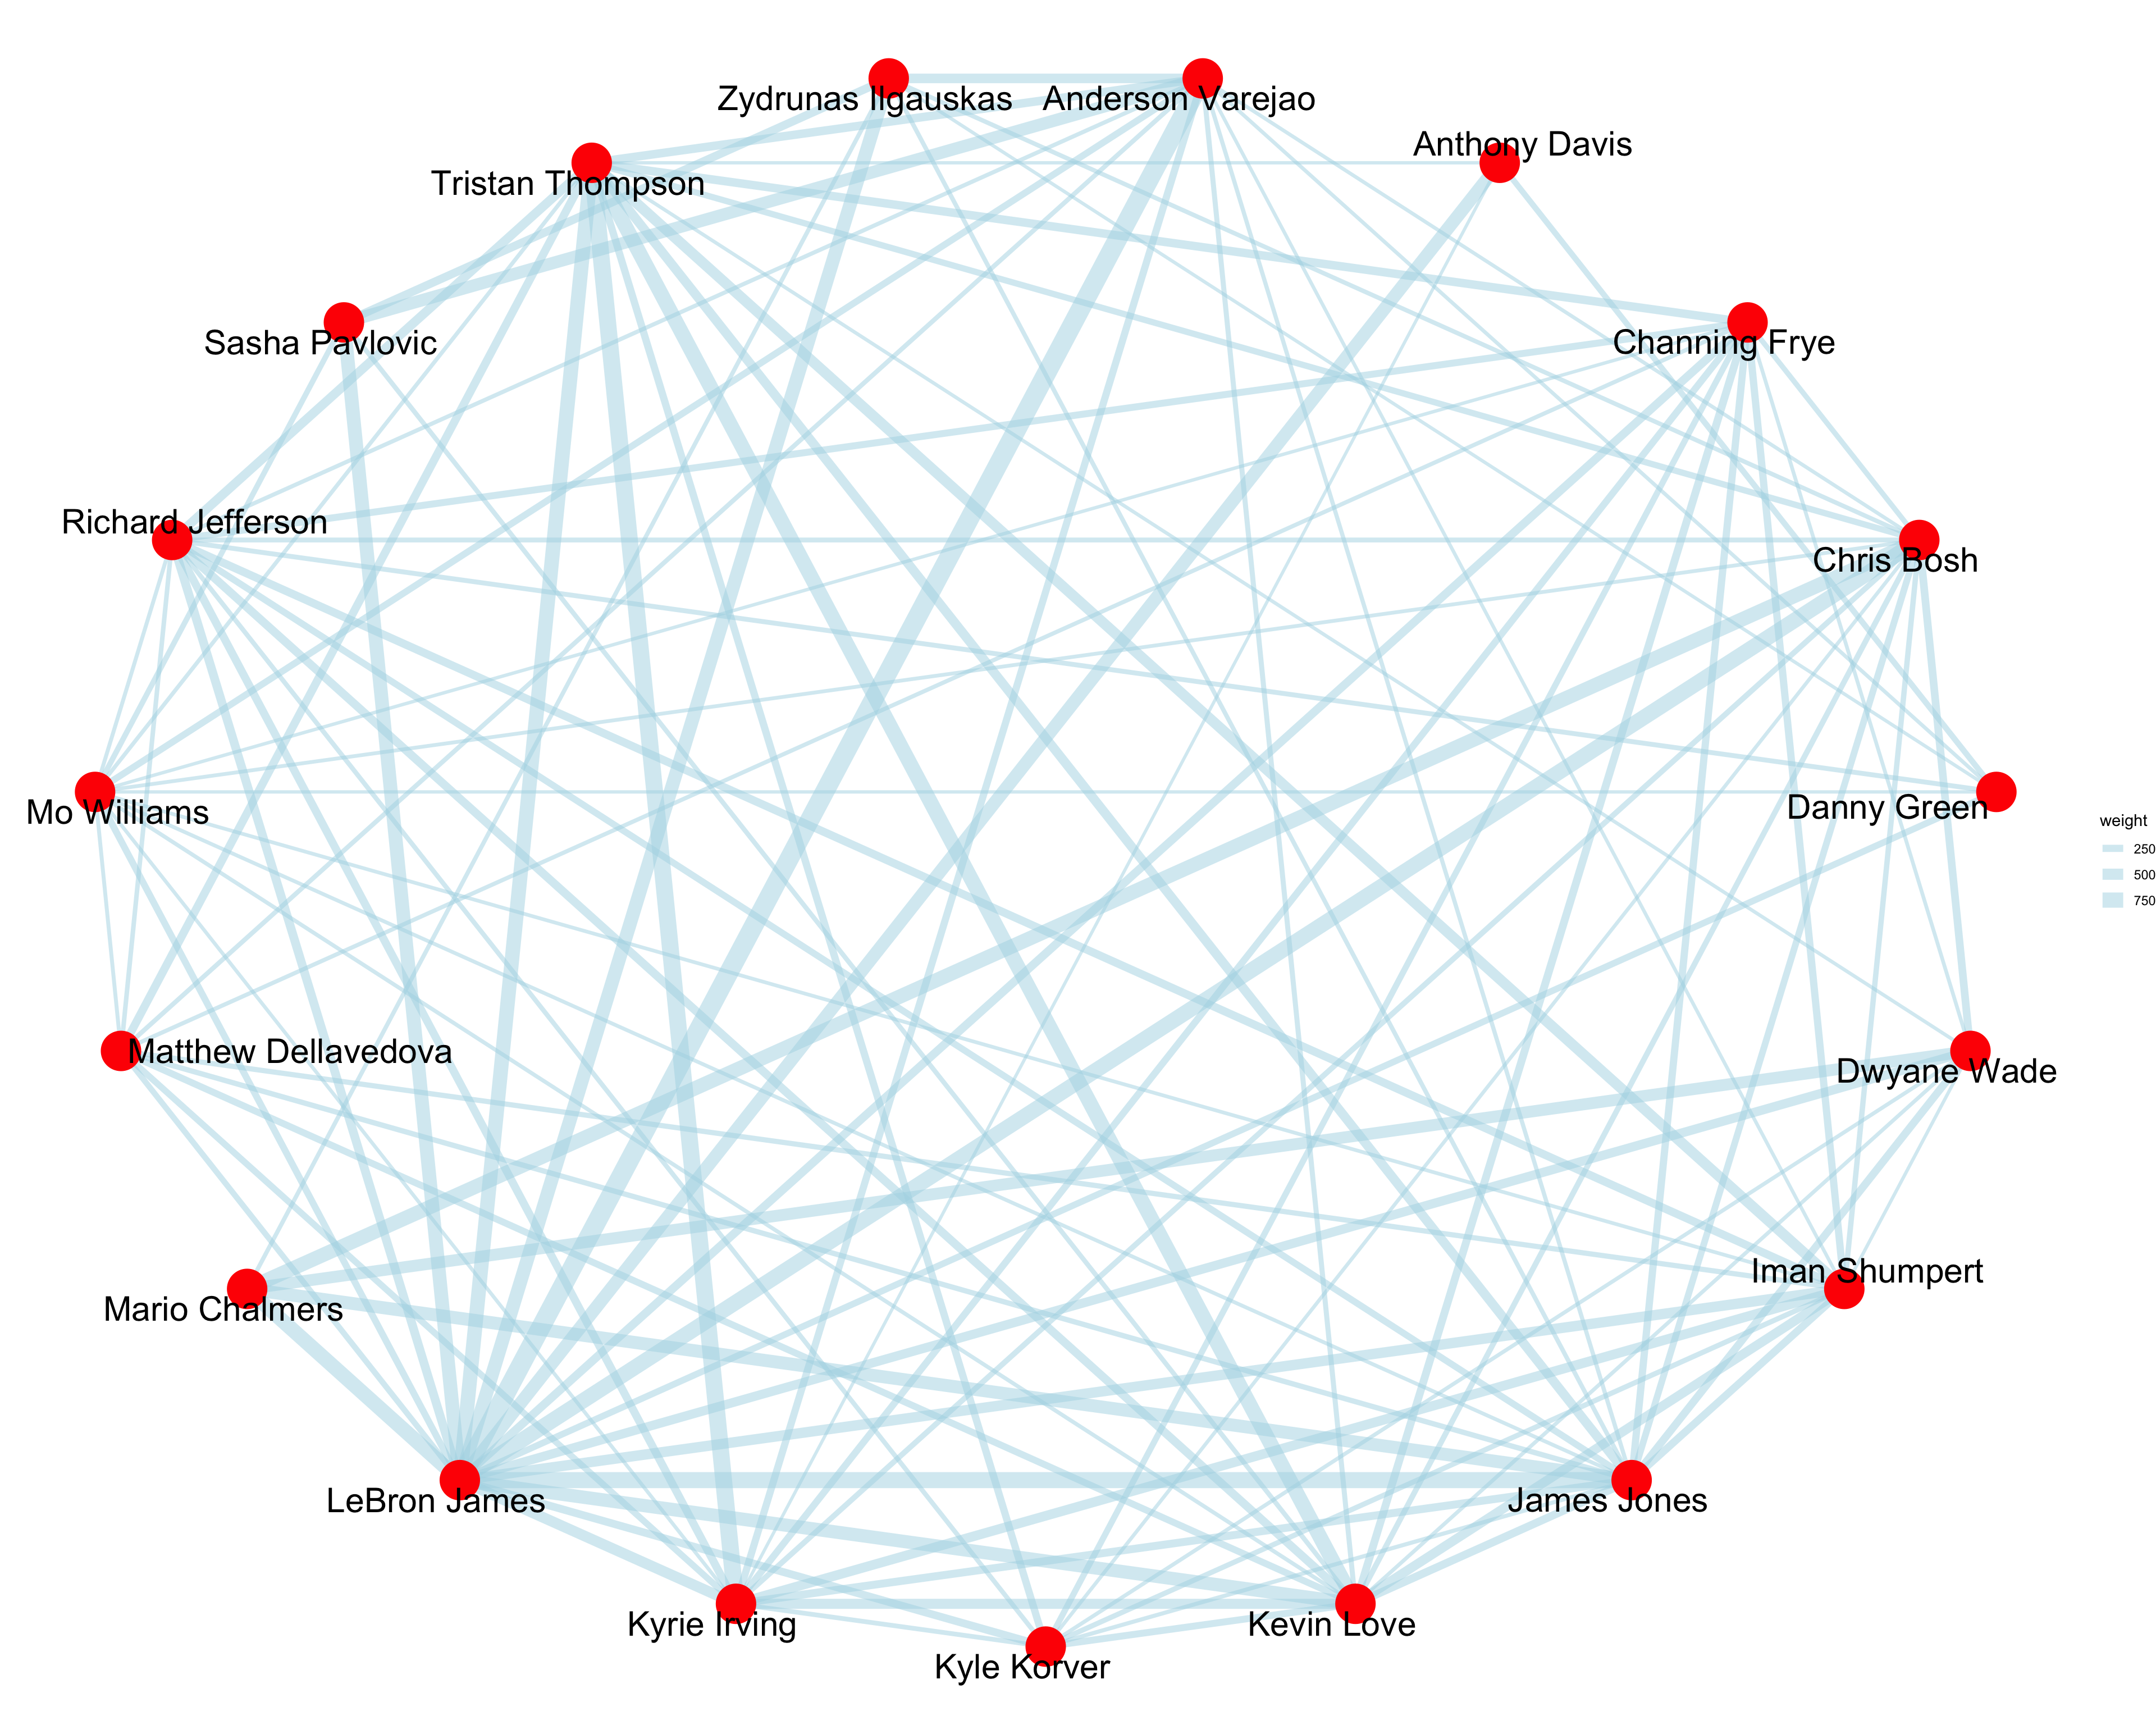 Zydrunas Ilgauskas
Anderson Varejao
Anthony Davis
Tristan Thompson
Sasha Pavlovic
Channing Frye
Richard Jefferson
Chris Bosh
Mo Williams
Danny Green
weight
250
500
750
Matthew Dellavedova
Dwyane Wade
Iman Shumpert
Mario Chalmers
LeBron James
James Jones
Kyrie Irving
Kevin Love
Kyle Korver